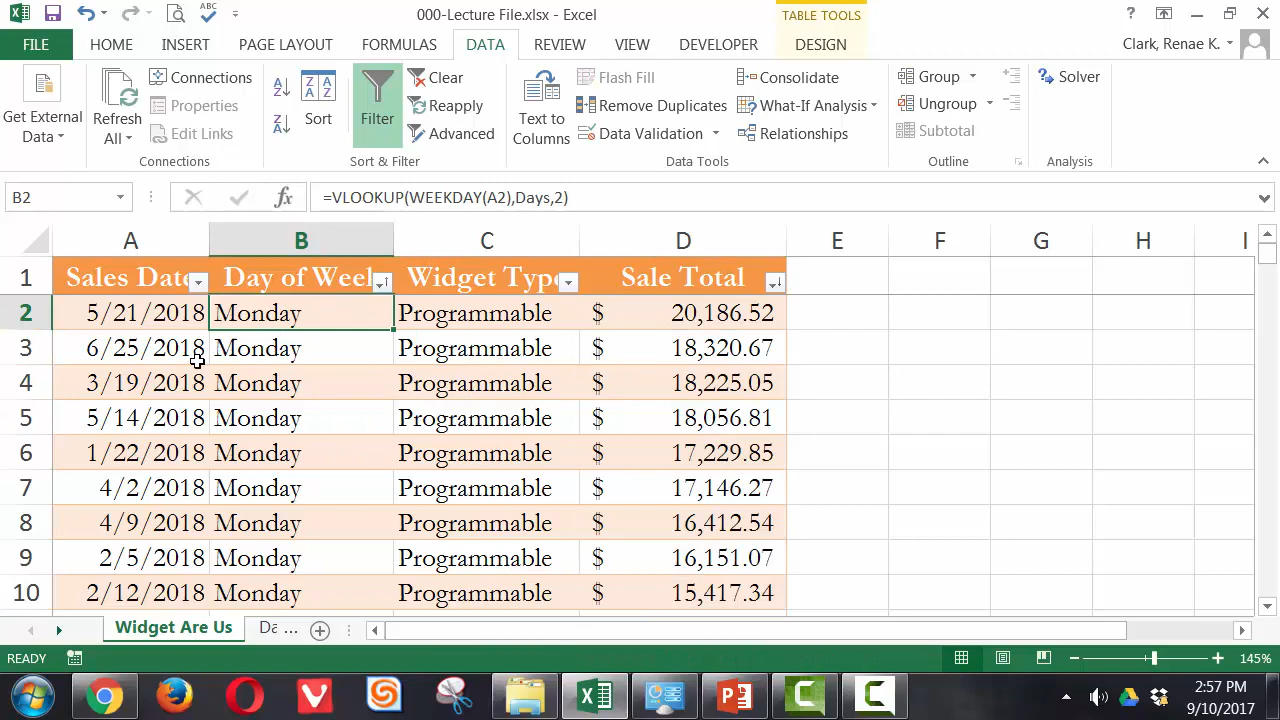 000-Lecture File.xlsx - Excel
TABLE TOOLS
?
FILE HOME INSERT PAGE LAYOUT FORMULAS DATA REVIEW VIEW DEVELOPER DESIGN Clark, Renae K.
Get External Data
Refresh All
Connections
Properties
Edit Links
Connections
Sort
Filter
Clear
Reapply
Advanced
Sort & Filter
Text to Columns
Flash Fill
Remove Duplicates
Data Validation
Consolidate
What-If Analysis
Relationships
Data Tools
Group
Ungroup
Subtotal
Outline
Solver
Analysis
B2 fx =VLOOKUP(WEEKDAY(A2),Days,2)
A B C D E F G H I
1 Sales Date Day of Week Widget Type Sale Total
2 5/21/2018 Monday Programmable $ 20,186.52
3 6/25/2018 Monday Programmable $ 18,320.67
4 3/19/2018 Monday Programmable $ 18,225.05
5 5/14/2018 Monday Programmable $ 18,056.81
6 1/22/2018 Monday Programmable $ 17,229.85
7 4/2/2018 Monday Programmable $ 17,146.27
8 4/9/2018 Monday Programmable $ 16,412.54
9 2/5/2018 Monday Programmable $ 16,151.07
10 2/12/2018 Monday Programmable $ 15,417.34
Widget Are Us Da ...
READY 145%
2:57 PM
9/10/2017